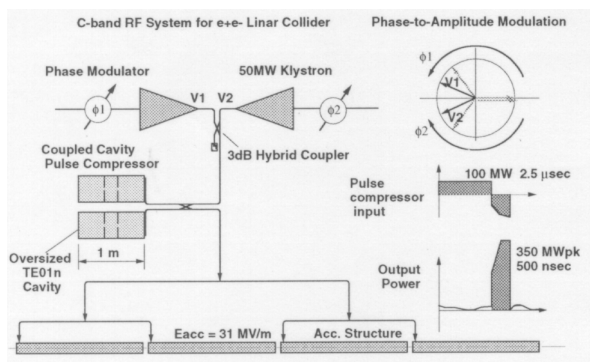 C-band RF System for e+e- Linar Collider
Phase-to-Amplitude Modulation
Phase Modulator
V1
V2
50MW Klystron
ϕ1
ϕ2
3dB Hybrid Coupler
Coupled Cavity
Pulse Compressor
1 m
Oversized
TE01n
Cavity
Eacc = 31 MV/m
Acc. Structure
ϕ1
V1
V2
ϕ2
100 MW 2.5 μsec
Pulse
compressor
input
350 MWpk
500 nsec
Output
Power